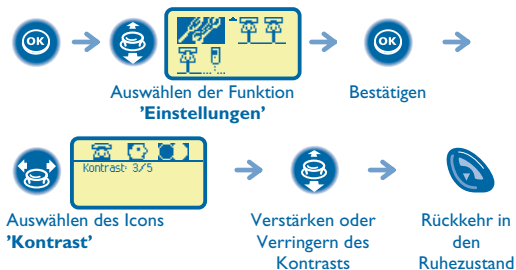 OK
OK
Auswählen der Funktion
'Einstellungen'
Bestätigen
Kontrast: 3/5
Auswählen des Icons
'Kontrast'
Verstärken oder
Verringern des
Kontrasts
Rückkehr in
den
Ruhezustand